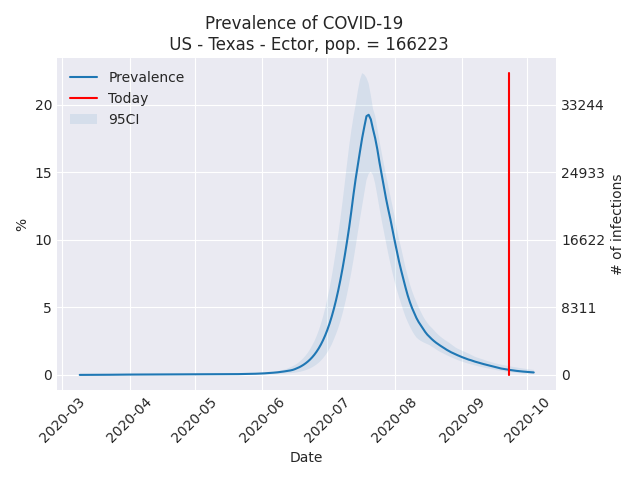 Prevalence of COVID-19
US - Texas - Ector, pop. = 166223
Prevalence
Today
95CI
%
20
15
10
5
0
33244
24933
16622
8311
0
# of infections
2020-03
2020-04
2020-05
2020-06
2020-07
2020-08
2020-09
2020-10
Date